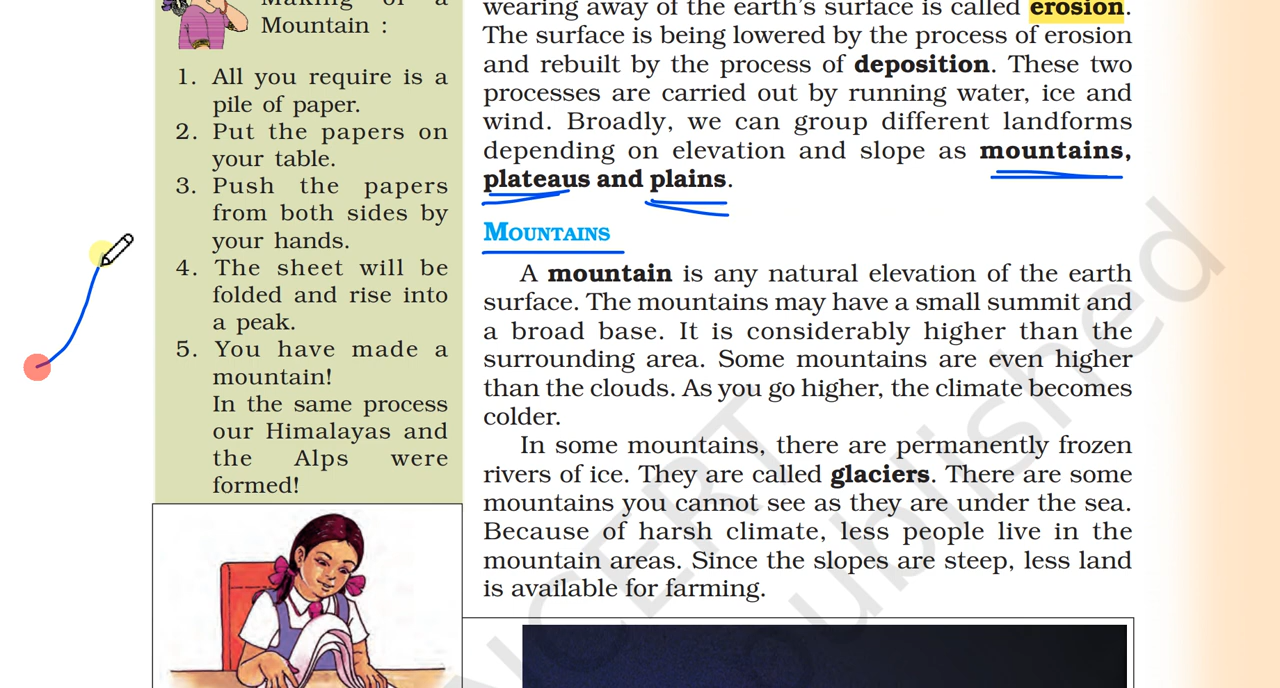 Making of a
Mountain :
1. All you require is a
pile of paper.
2. Put the papers on
your table.
3. Push the papers
from both sides by
your hands.
4. The sheet will be
folded and rise into
a peak.
5. You have made a
mountain!
In the same process
our Himalayas and
the Alps were
formed!
wearing away of the earth's surface is called erosion.
The surface is being lowered by the process of erosion
and rebuilt by the process of deposition. These two
processes are carried out by running water, ice and
wind. Broadly, we can group different landforms
depending on elevation and slope as mountains,
plateaus and plains.
MOUNTAINS
A mountain is any natural elevation of the earth
surface. The mountains may have a small summit and
a broad base. It is considerably higher than the
surrounding area. Some mountains are even higher
than the clouds. As you go higher, the climate becomes
colder.
In some mountains, there are permanently frozen
rivers of ice. They are called glaciers. There are some
mountains you cannot see as they are under the sea.
Because of harsh climate, less people live in the
mountain areas. Since the slopes are steep, less land
is available for farming.
NCERT